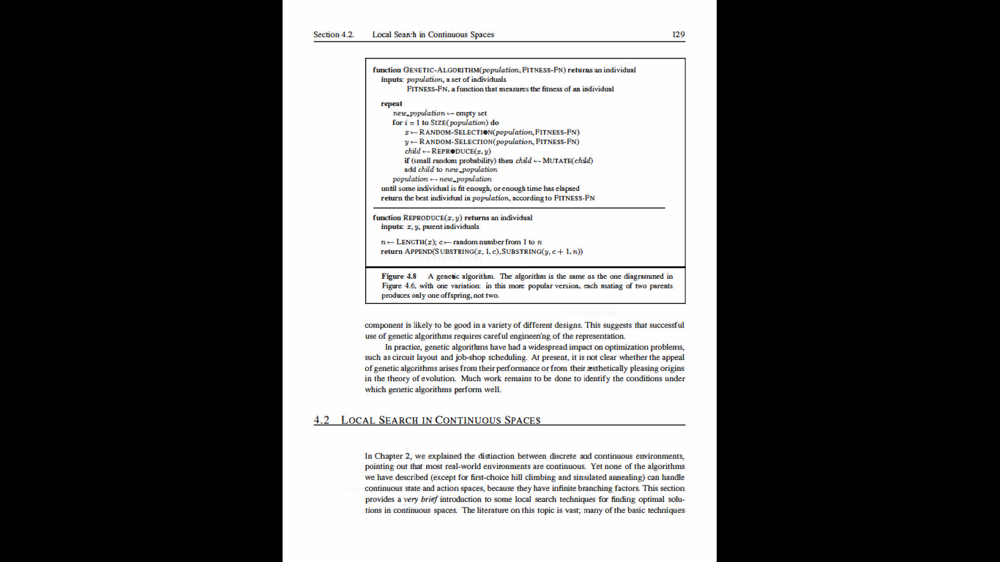 Section 4.2. Local Search in Continuous Spaces 129
function GENETIC-ALGORITHM(population, FITNESS-FN) returns an individual
inputs: population, a set of individuals
FITNESS-FN, a function that measures the fitness of an individual
repeat
new_population ← empty set
for i = 1 to SIZE(population) do
x ← RANDOM-SELECTION(population, FITNESS-FN)
y ← RANDOM-SELECTION(population, FITNESS-FN)
child ← REPRODUCE(x, y)
if (small random probability) then child ← MUTATE(child)
add child to new_population
population ← new_population
until some individual is fit enough, or enough time has elapsed
return the best individual in population, according to FITNESS-FN
function REPRODUCE(x, y) returns an individual
inputs: x, y, parent individuals
n ← LENGTH(x); c ← random number from 1 to n
return APPEND(SUBSTRING(x, 1, c), SUBSTRING(y, c + 1, n))
Figure 4.8 A genetic algorithm. The algorithm is the same as the one diagrammed in
Figure 4.6, with one variation: in this more popular version, each mating of two parents
produces only one offspring, not two.
component is likely to be good in a variety of different designs. This suggests that successful
use of genetic algorithms requires careful engineering of the representation.
In practice, genetic algorithms have had a widespread impact on optimization problems,
such as circuit layout and job-shop scheduling. At present, it is not clear whether the appeal
of genetic algorithms arises from their performance or from their æsthetically pleasing origins
in the theory of evolution. Much work remains to be done to identify the conditions under
which genetic algorithms perform well.
4.2 LOCAL SEARCH IN CONTINUOUS SPACES
In Chapter 2, we explained the distinction between discrete and continuous environments,
pointing out that most real-world environments are continuous. Yet none of the algorithms
we have described (except for first-choice hill climbing and simulated annealing) can handle
continuous state and action spaces, because they have infinite branching factors. This section
provides a very brief introduction to some local search techniques for finding optimal solu-
tions in continuous spaces. The literature on this topic is vast; many of the basic techniques